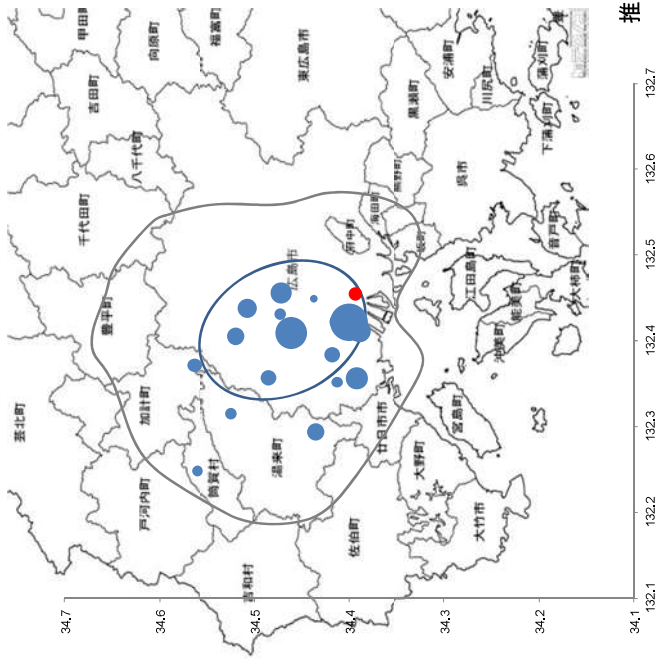 芸北町
甲田町
千代田町
吉田町
豊平町
八千代町
加計町
戸河内町
向原町
筒賀村
福富町
吉和村
湯来町
広島市
東広島市
府中町
佐伯町
海田町
廿日市市
熊野町
黒瀬町
大野町
坂町
安浦町
宮島町
呉市
江田島町
大竹市
川尻町
沖美町
能美町
蒲刈町
下蒲刈町
音戸町
大柿町
34.7
34.6
34.5
34.4
34.3
34.2
34.1
132.1
132.2
132.3
132.4
132.5
132.6
132.7
推